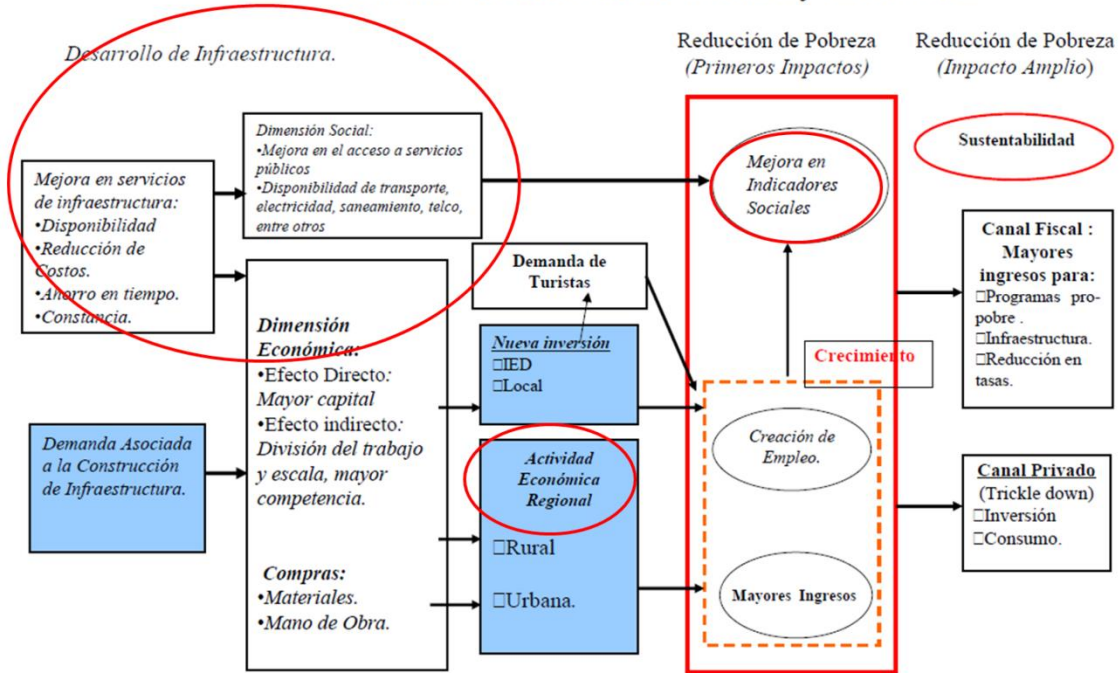 Desarrollo de Infraestructura.
Reducción de Pobreza
(Primeros Impactos)
Reducción de Pobreza
(Impacto Amplio)
Mejora en servicios
de infraestructura:
•Disponibilidad
•Reducción de
Costos.
•Ahorro en tiempo.
•Constancia.
Dimensión Social:
•Mejora en el acceso a servicios
públicos
•Disponibilidad de transporte,
electricidad, saneamiento, telco,
entre otros
Demanda Asociada
a la Construcción
de Infraestructura.
Dimensión
Económica:
•Efecto Directo:
Mayor capital
•Efecto indirecto:
División del trabajo
y escala, mayor
competencia.
Compras:
•Materiales.
•Mano de Obra.
Demanda de
Turistas
Nueva inversión
□IED
□Local
Actividad
Económica
Regional
□Rural
□Urbana.
Mejora en
Indicadores
Sociales
Crecimiento
Creación de
Empleo.
Mayores Ingresos
Sustentabilidad
Canal Fiscal :
Mayores
ingresos para:
□Programas pro-
pobre .
□Infraestructura.
□Reducción en
tasas.
Canal Privado
(Trickle down)
□Inversión
□Consumo.